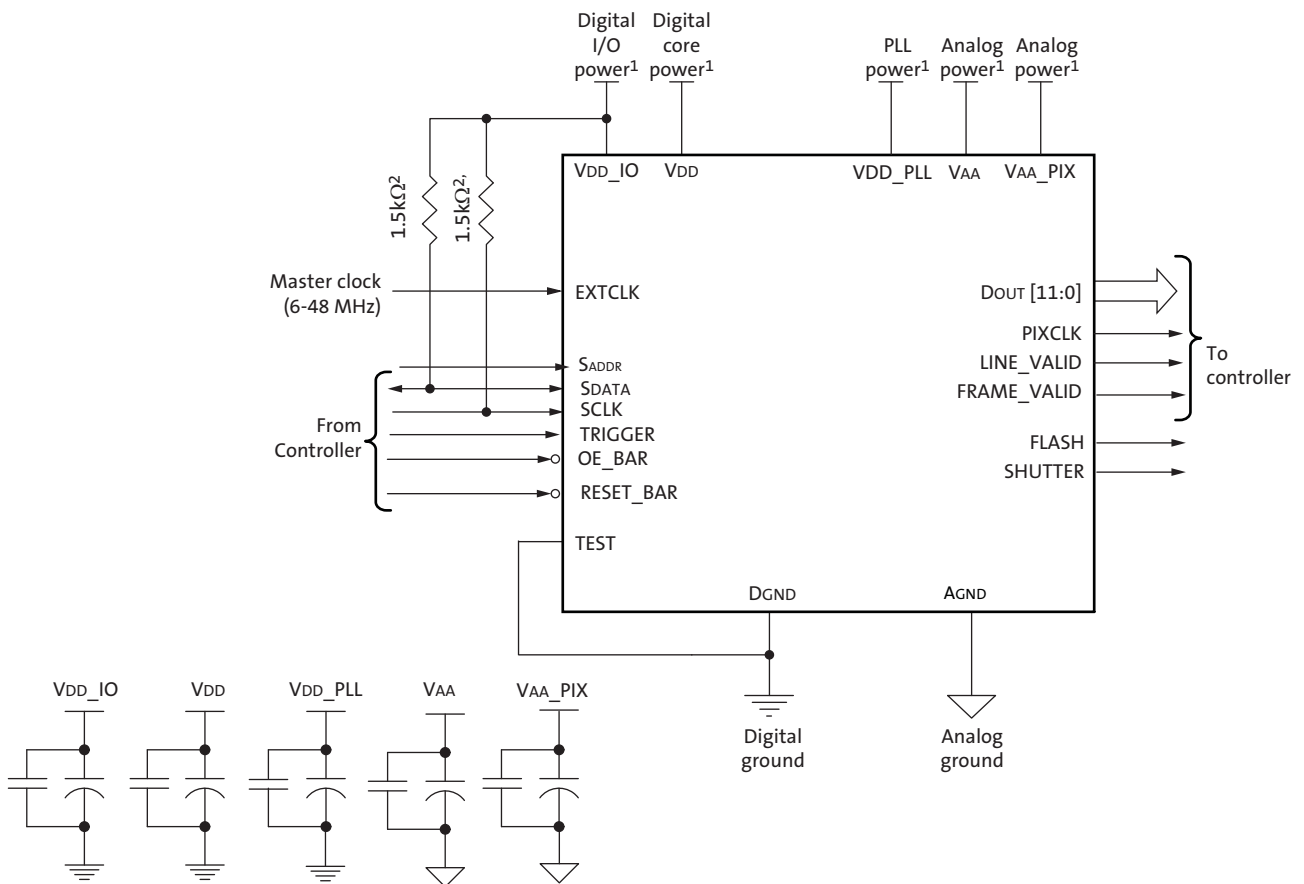 Digital
I/O
power1
Digital
core
power1
PLL
power1
Analog
power1
Analog
power1
VDD_IO
VDD
VDD_PLL
VAA
VAA_PIX
1.5kΩ2
1.5kΩ2,
Master clock
(6-48 MHz)
EXTCLK
SADDR
SDATA
SCLK
TRIGGER
OE_BAR
RESET_BAR
TEST
From
Controller
DOUT [11:0]
PIXCLK
LINE_VALID
FRAME_VALID
FLASH
SHUTTER
To
controller
DGND
AGND
Digital
ground
Analog
ground
VDD_IO
VDD
VDD_PLL
VAA
VAA_PIX